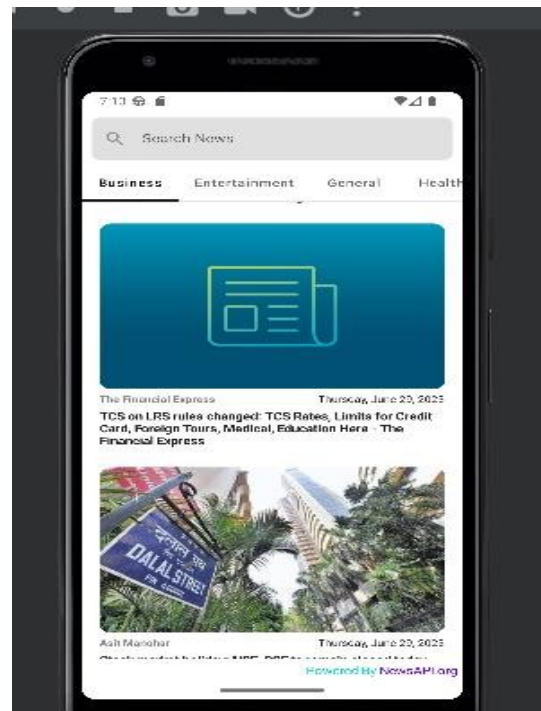 7:13
Search News
Business Entertainment General Health
The Financial Express Thursday, June 29, 2023
TCS on LRS rules changed: TCS Rates, Limits for Credit
Card, Foreign Tours, Medical, Education Here - The
Financial Express
दलाल पथ
DALAL STREET
Asit Manohar Thursday, June 29, 2023
Powered By NewsAPI.org